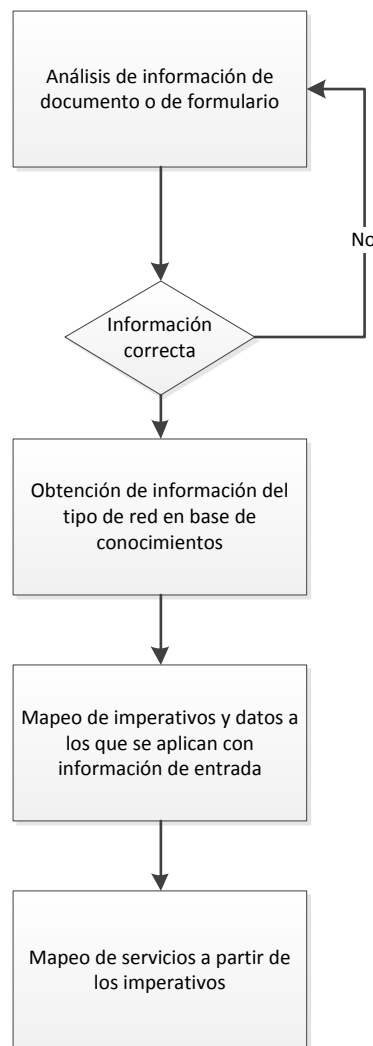 Análisis de información de
documento o de formulario
No
Información
correcta
Obtención de información del
tipo de red en base de
conocimientos
Mapeo de imperativos y datos a
los que se aplican con
información de entrada
Mapeo de servicios a partir de
los imperativos